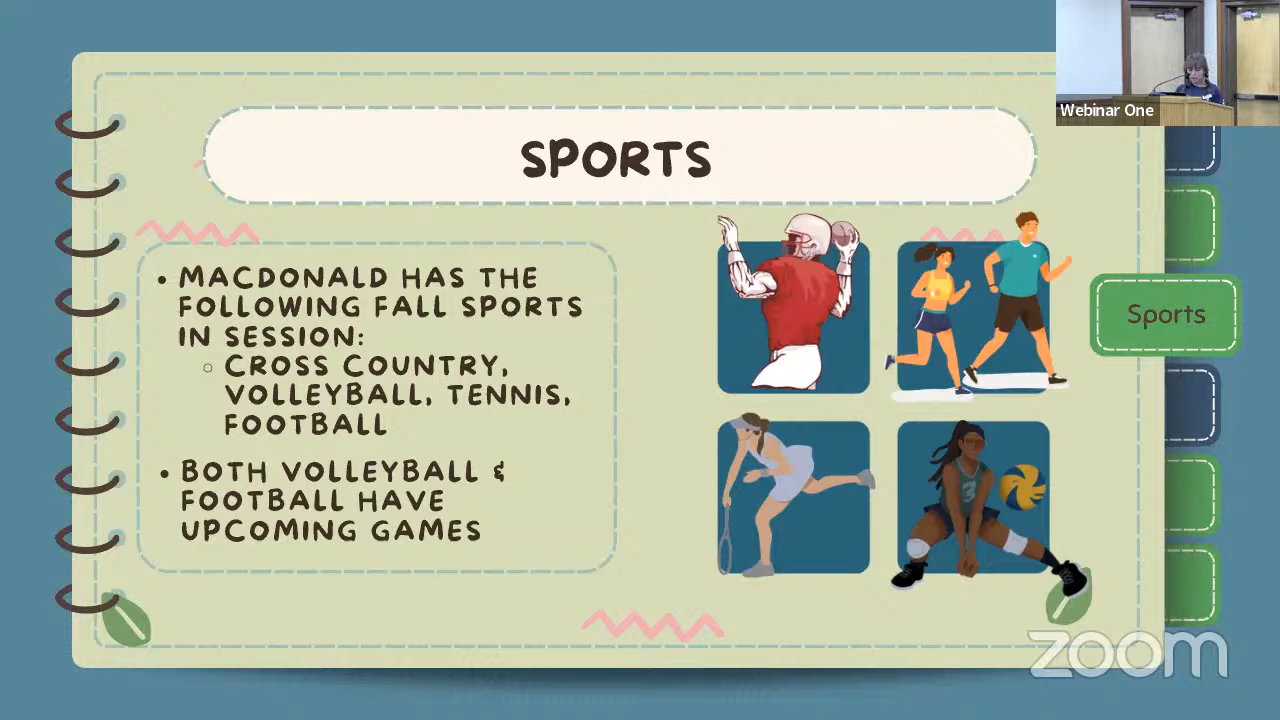 Webinar One
SPORTS
• MACDONALD HAS THE
FOLLOWING FALL SPORTS
IN SESSION:
○ CROSS COUNTRY,
VOLLEYBALL, TENNIS,
FOOTBALL
• BOTH VOLLEYBALL &
FOOTBALL HAVE
UPCOMING GAMES
Sports
3
zoom